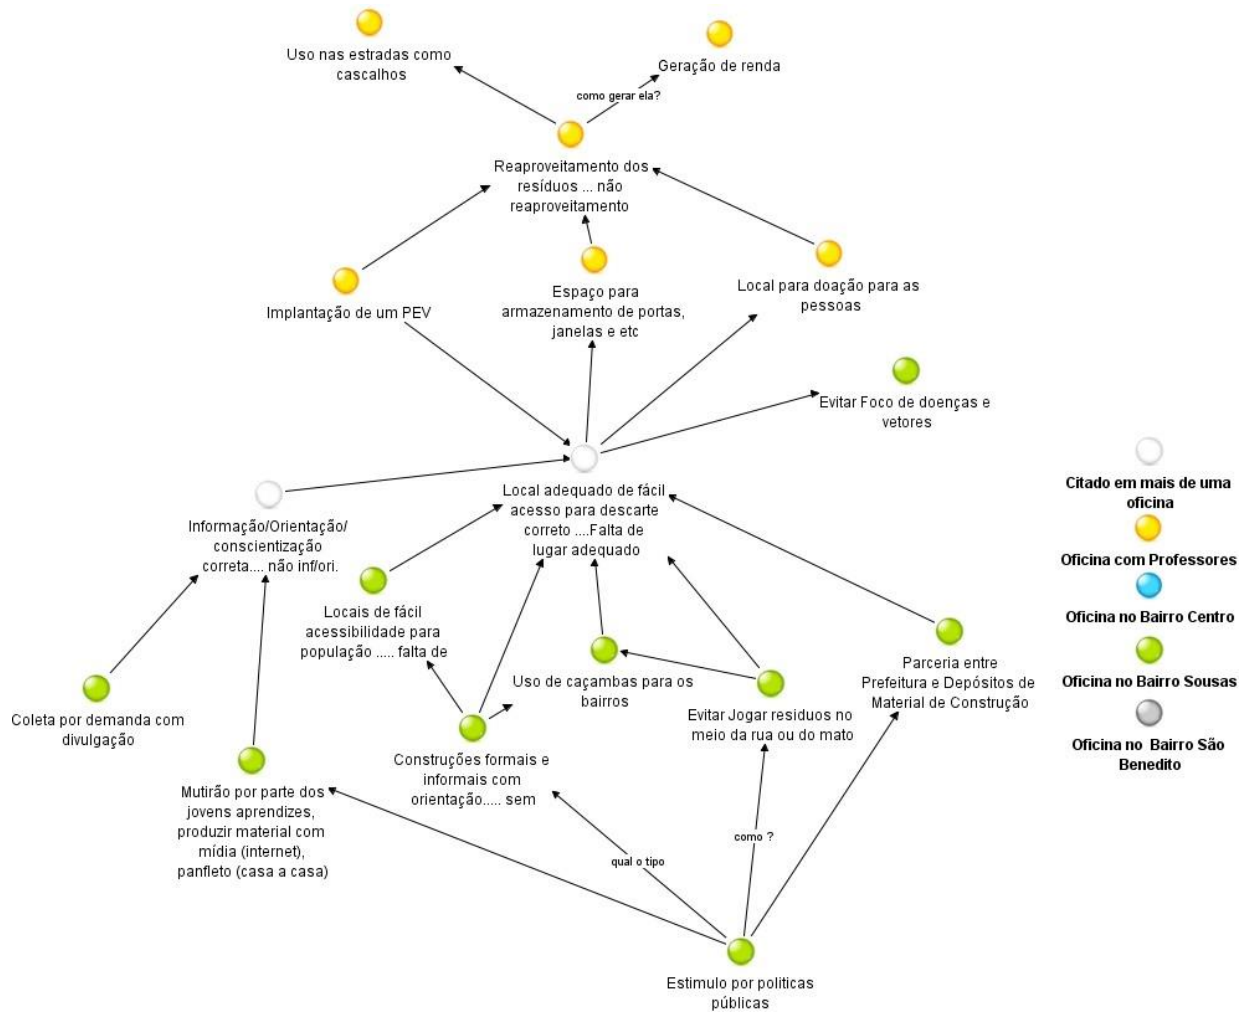 Uso nas estradas como
cascalhos
Geração de renda
como gerar ela?
Reaproveitamento dos
resíduos ... não
reaproveitamento
Implantação de um PEV
Espaço para
armazenamento de portas,
janelas e etc
Local para doação para as
pessoas
Evitar Foco de doenças e
vetores
Local adequado de fácil
acesso para descarte
correto ....Falta de
lugar adequado
Informação/Orientação/
conscientização
correta.... não inf/ori.
Locais de fácil
acessibilidade para
população ..... falta de
Uso de caçambas para os
bairros
Evitar Jogar residuos no
meio da rua ou do mato
Parceria entre
Prefeitura e Depósitos de
Material de Construção
Coleta por demanda com
divulgação
Mutirão por parte dos
jovens aprendizes,
produzir material com
mídia (internet),
panfleto (casa a casa)
Construções formais e
informais com
orientação..... sem
qual o tipo
como ?
Estimulo por politicas
públicas
Citado em mais de uma
oficina
Oficina com Professores
Oficina no Bairro Centro
Oficina no Bairro Sousas
Oficina no Bairro São
Benedito